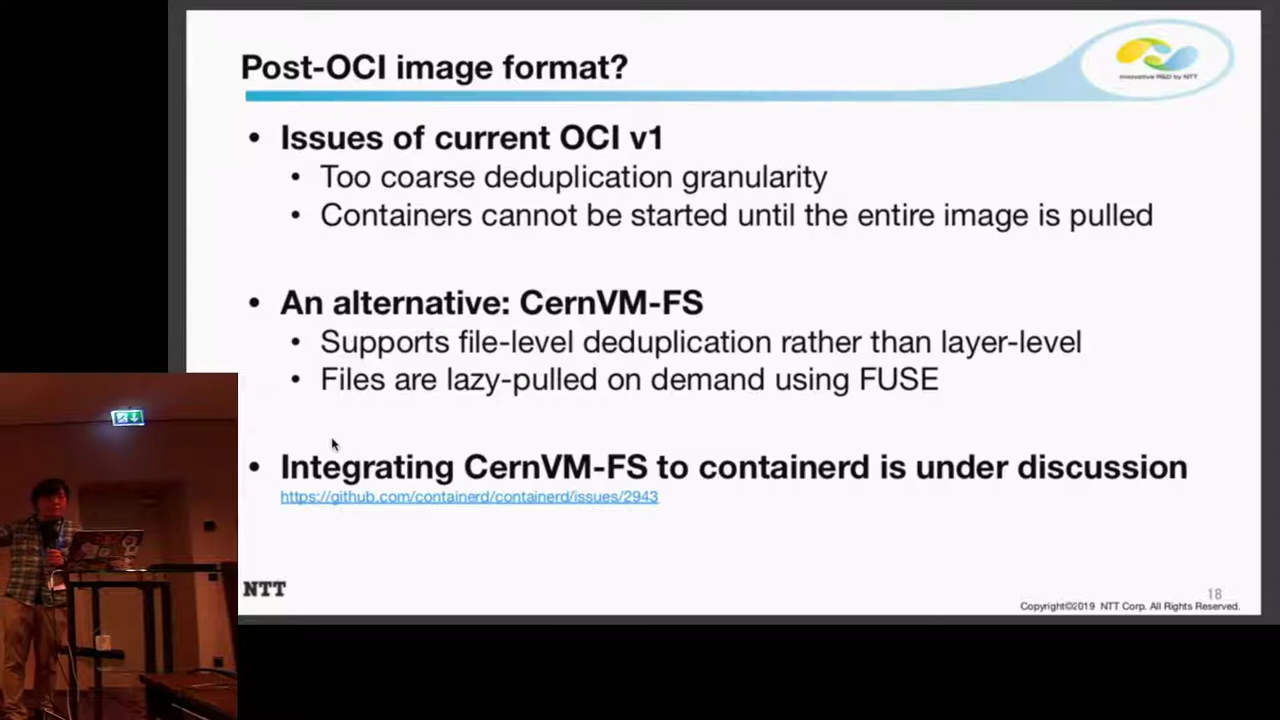 Post-OCI image format?
Innovative R&D by NTT
• Issues of current OCI v1
• Too coarse deduplication granularity
• Containers cannot be started until the entire image is pulled
• An alternative: CernVM-FS
• Supports file-level deduplication rather than layer-level
• Files are lazy-pulled on demand using FUSE
• Integrating CernVM-FS to containerd is under discussion
https://github.com/containerd/containerd/issues/2943
NTT
18
Copyright©2019 NTT Corp. All Rights Reserved.